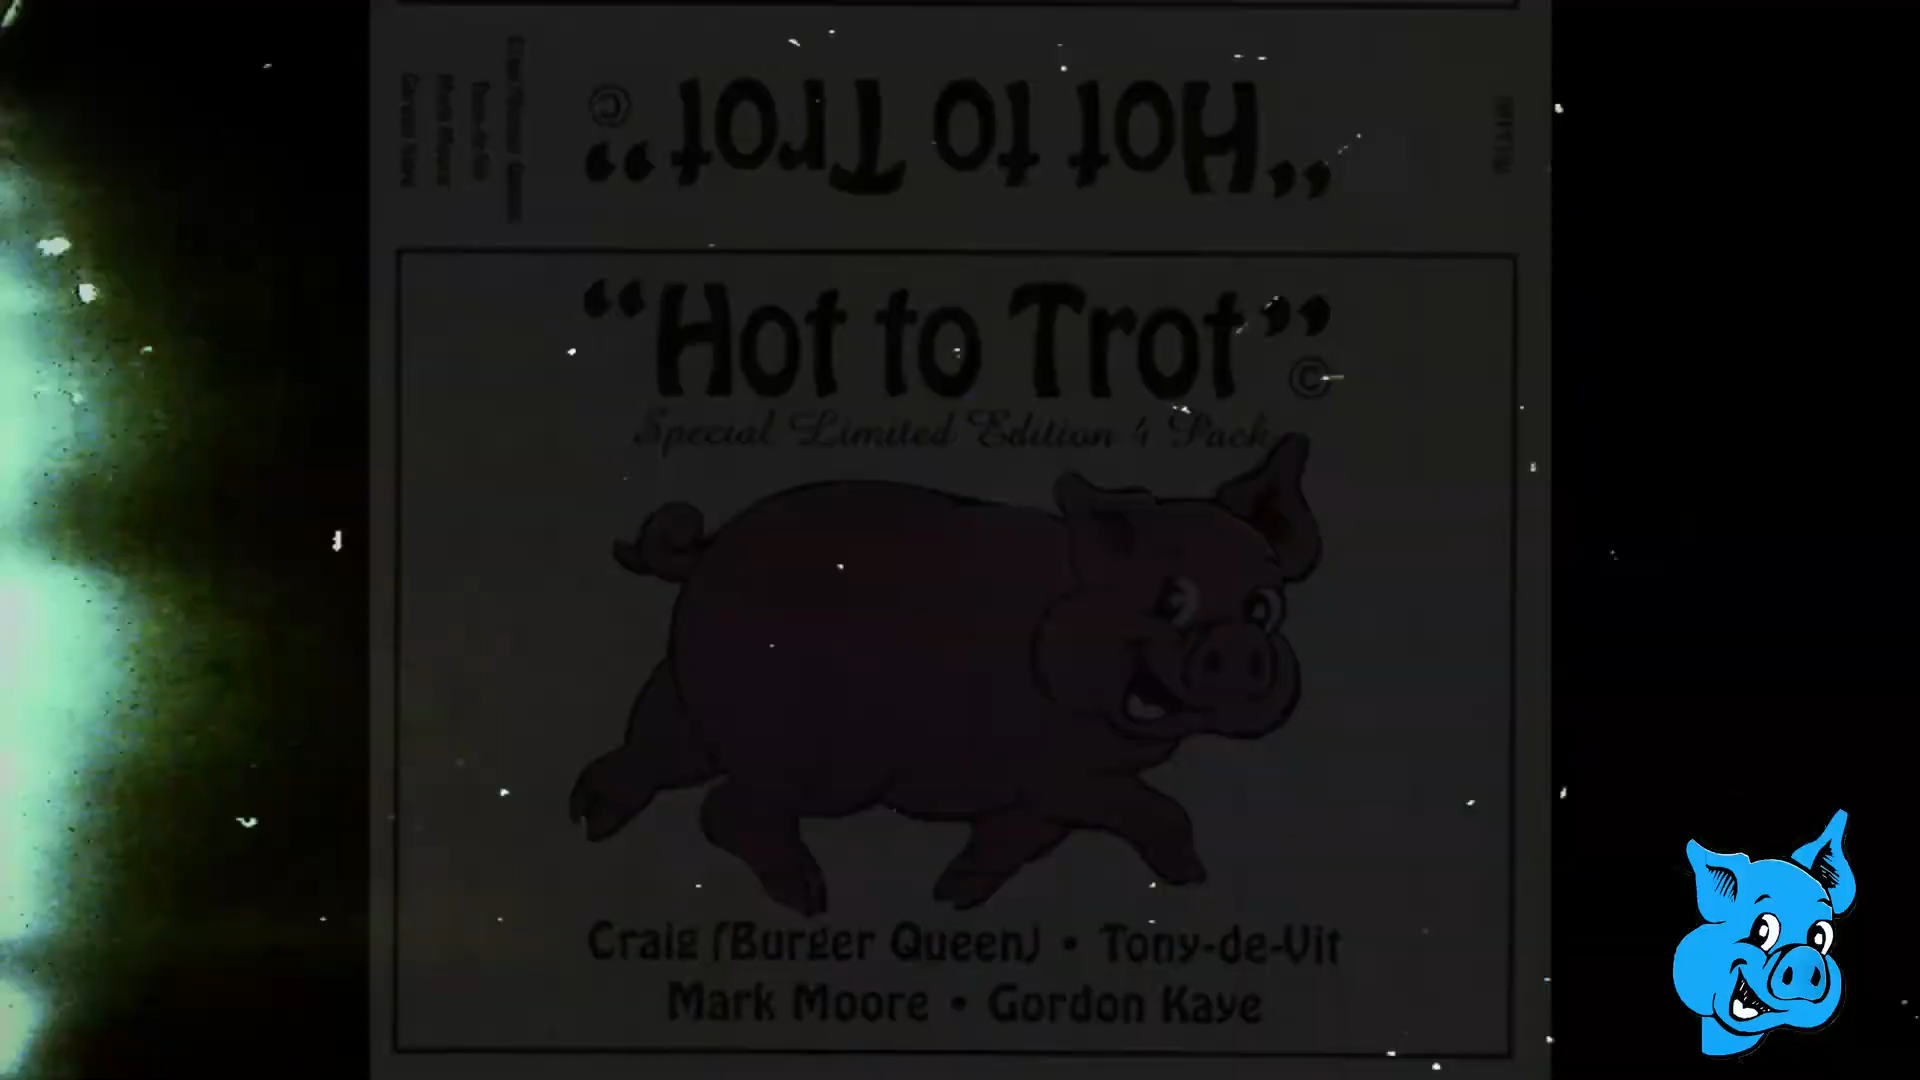 “Hot to Trot”
©
“Hot to Trot”
©
Special Limited Edition 4 Pack
Craig (Burger Queen) • Tony-de-Vit
Mark Moore • Gordon Kaye